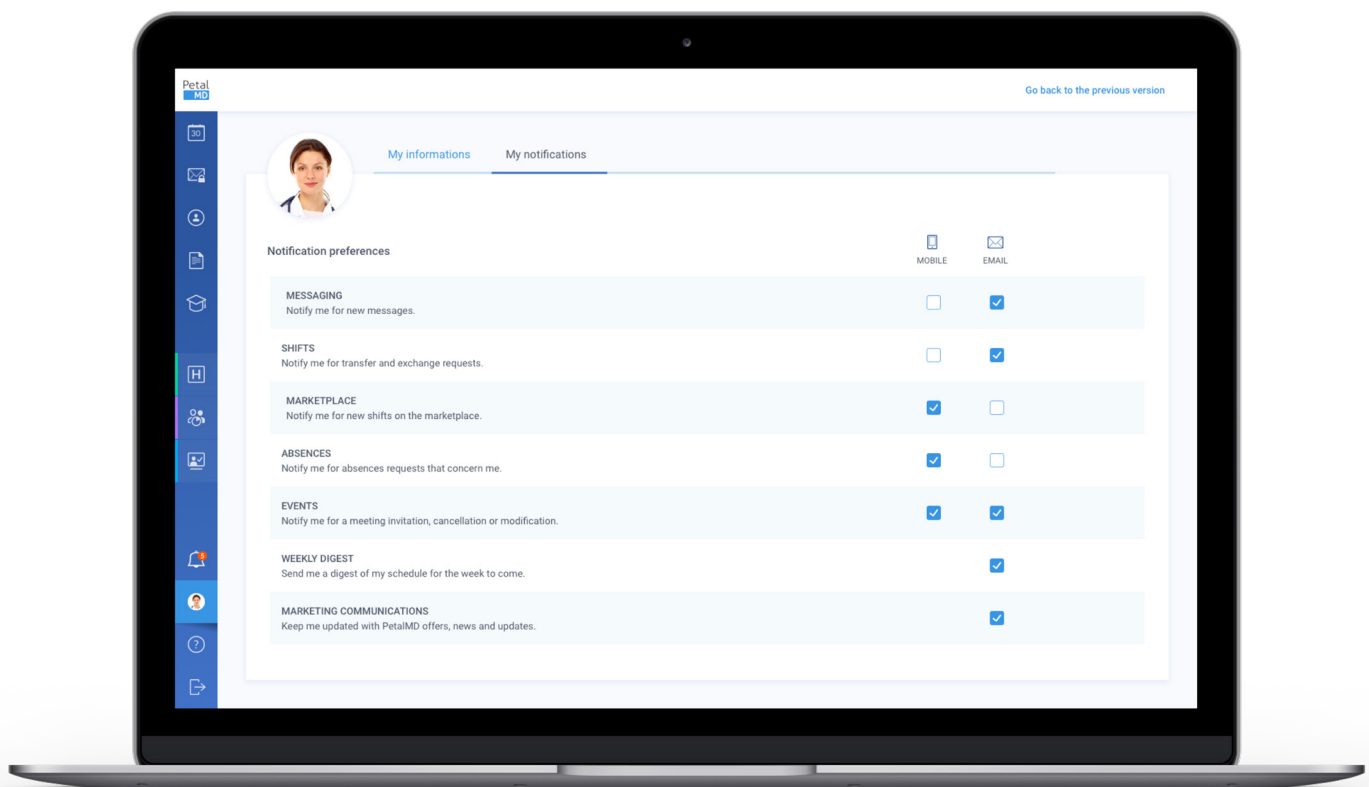 Petal
MD
Go back to the previous version
30
My informations
My notifications
Notification preferences
MOBILE
EMAIL
MESSAGING
Notify me for new messages.
SHIFTS
Notify me for transfer and exchange requests.
H
MARKETPLACE
Notify me for new shifts on the marketplace.
ABSENCES
Notify me for absences requests that concern me.
EVENTS
Notify me for a meeting invitation, cancellation or modification.
5
WEEKLY DIGEST
Send me a digest of my schedule for the week to come.
MARKETING COMMUNICATIONS
Keep me updated with PetalMD offers, news and updates.
?